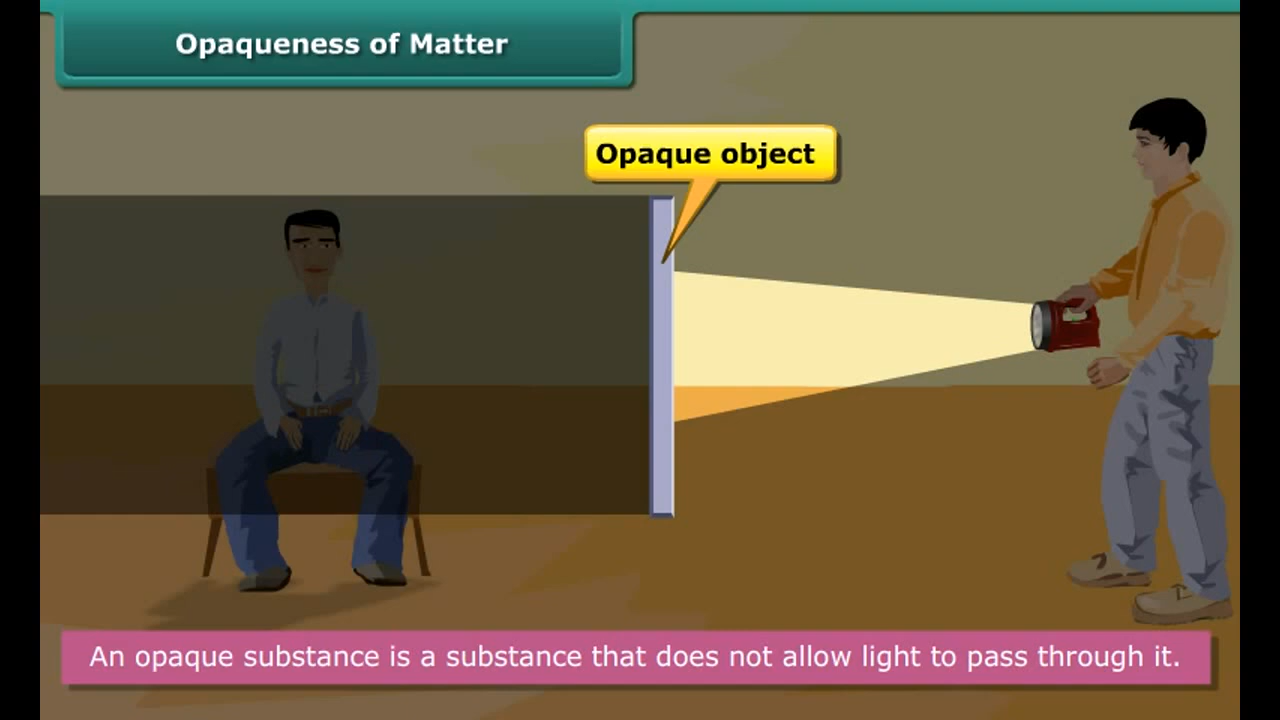 Opaqueness of Matter
Opaque object
An opaque substance is a substance that does not allow light to pass through it.